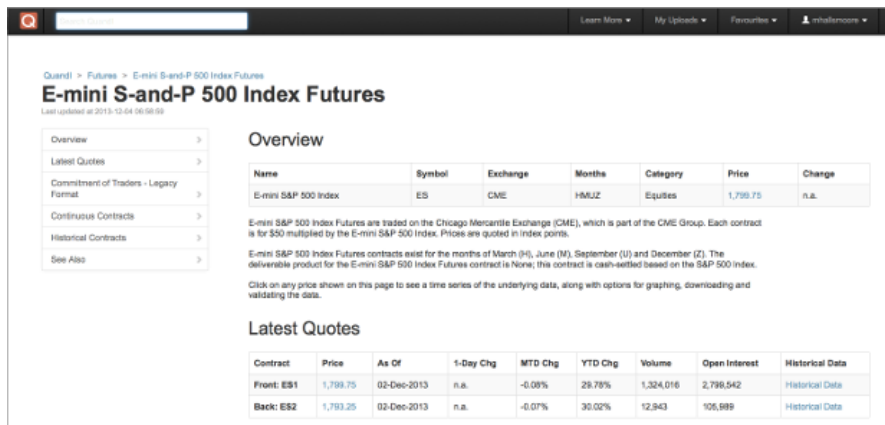 Q Search Quandl Learn More My Uploads Favourites mhallsmoore
Quandl > Futures > E-mini S-and-P 500 Index Futures
E-mini S-and-P 500 Index Futures
Last updated at 2013-12-04 06:58:59
Overview
Latest Quotes
Commitment of Traders - Legacy
Format
Continuous Contracts
Historical Contracts
See Also
Overview
Name Symbol Exchange Months Category Price Change
E-mini S&P 500 Index ES CME HMUZ Equities 1,799.75 n.a.
E-mini S&P 500 Index Futures are traded on the Chicago Mercantile Exchange (CME), which is part of the CME Group. Each contract
is for $50 multiplied by the E-mini S&P 500 Index. Prices are quoted in index points.
E-mini S&P 500 Index Futures contracts exist for the months of March (H), June (M), September (U) and December (Z). The
deliverable product for the E-mini S&P 500 Index Futures contract is None; this contract is cash-settled based on the S&P 500 Index.
Click on any price shown on this page to see a time series of the underlying data, along with options for graphing, downloading and
validating the data.
Latest Quotes
Contract Price As Of 1-Day Chg MTD Chg YTD Chg Volume Open Interest Historical Data
Front: ES1 1,799.75 02-Dec-2013 n.a. -0.08% 29.78% 1,324,016 2,799,542 Historical Data
Back: ES2 1,793.25 02-Dec-2013 n.a. -0.07% 30.02% 12,943 105,989 Historical Data